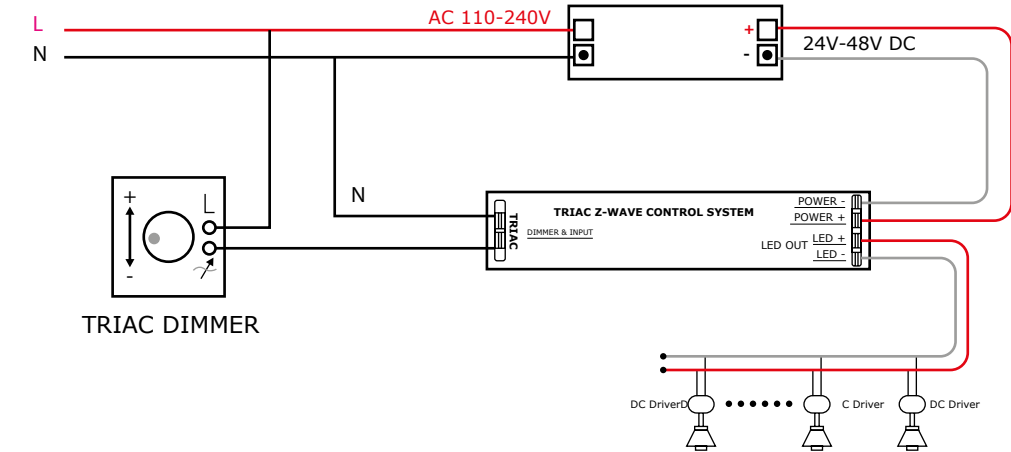 L
AC 110-240V
N
+
-
24V-48V DC
N
+
L
-
TRIAC DIMMER
TRIAC
TRIAC Z-WAVE CONTROL SYSTEM
DIMMER & INPUT
POWER -
POWER +
LED OUT LED +
LED -
DC DriverD
C Driver
DC Driver